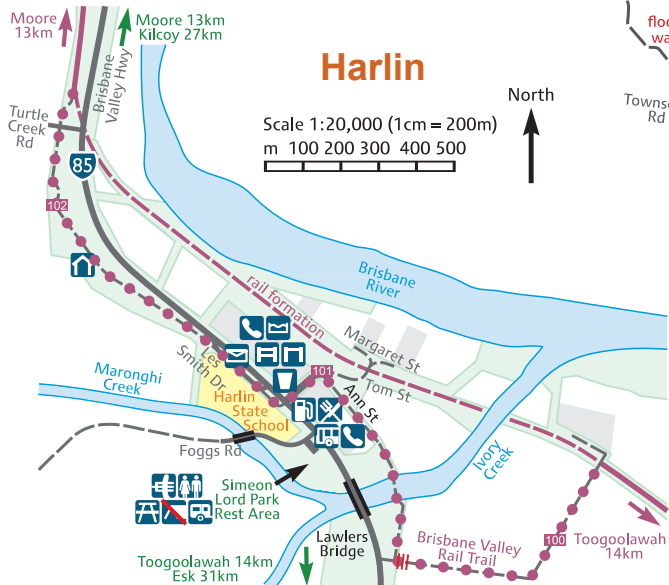 Moore
13km
Moore 13km
Kilcoy 27km
Brisbane
Valley Hwy
Harlin
North
Scale 1:20,000 (1cm = 200m)
m 100 200 300 400 500
Turtle
Creek
Rd
85
102
Brisbane
River
rail formation
Margaret St
Tom St
Ann St
101
Les
Smith Dr
Maronghi
Creek
Harlin
State
School
Foggs Rd
Ivory
Creek
Simeon
Lord Park
Rest Area
Lawlers
Bridge
Brisbane Valley
Rail Trail
100
Toogoolawah
14km
Toogoolawah 14km
Esk 31km
Rd